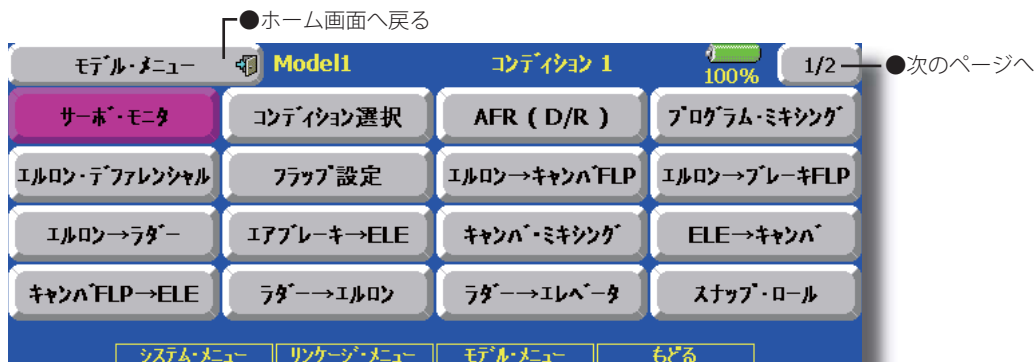 ●ホーム画面へ戻る
モデル・メニュー Model1 コンディション 1 100% 1/2 ●次のページへ
サーボ・モニタ コンディション選択 AFR ( D/R ) プログラム・ミキシング
エルロン・デファレンシャル フラップ設定 エルロン→キャンバFLP エルロン→ブレーキFLP
エルロン→ラダー エアブレーキ→ELE キャンバ・ミキシング ELE→キャンバ
キャンバFLP→ELE ラダー→エルロン ラダー→エレベータ スナップ・ロール
システム・メニュー リンケージ・メニュー モデル・メニュー もどる